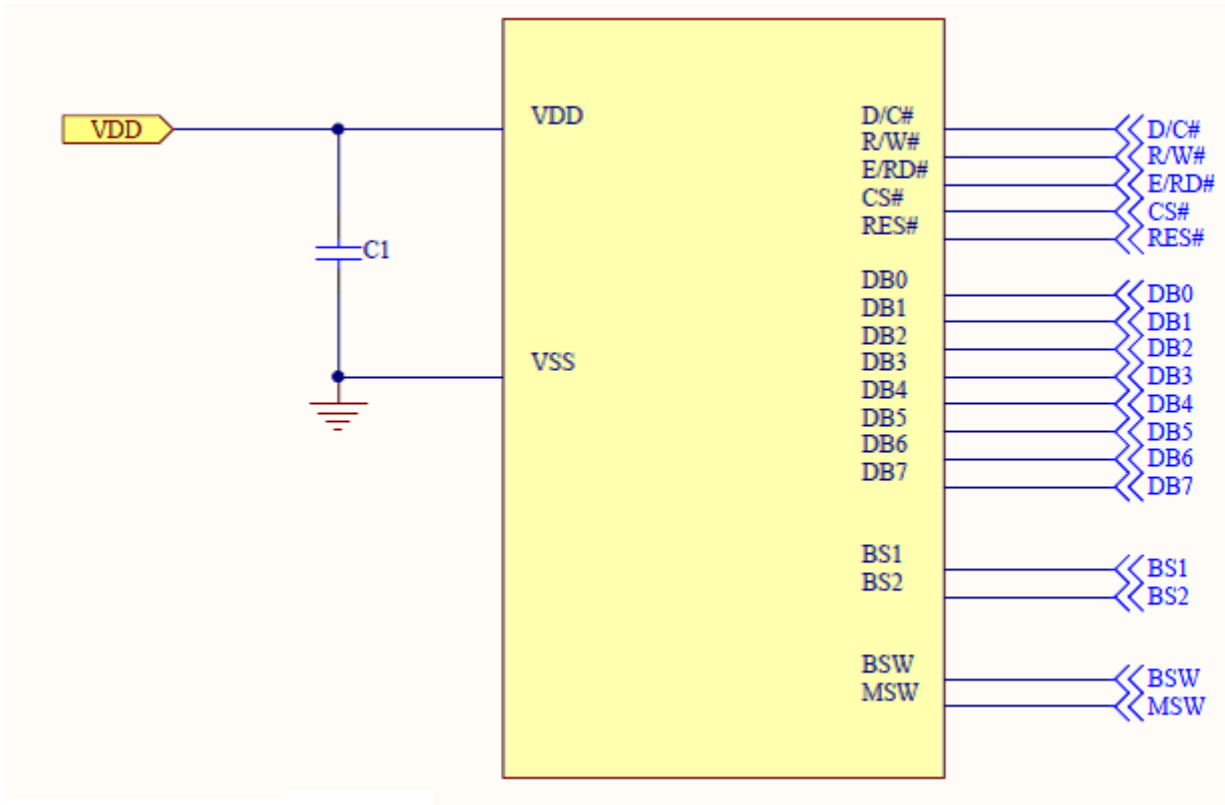 VDD
C1
VDD
VSS
D/C#
R/W#
E/RD#
CS#
RES#
DB0
DB1
DB2
DB3
DB4
DB5
DB6
DB7
BS1
BS2
BSW
MSW
D/C#
R/W#
E/RD#
CS#
RES#
DB0
DB1
DB2
DB3
DB4
DB5
DB6
DB7
BS1
BS2
BSW
MSW